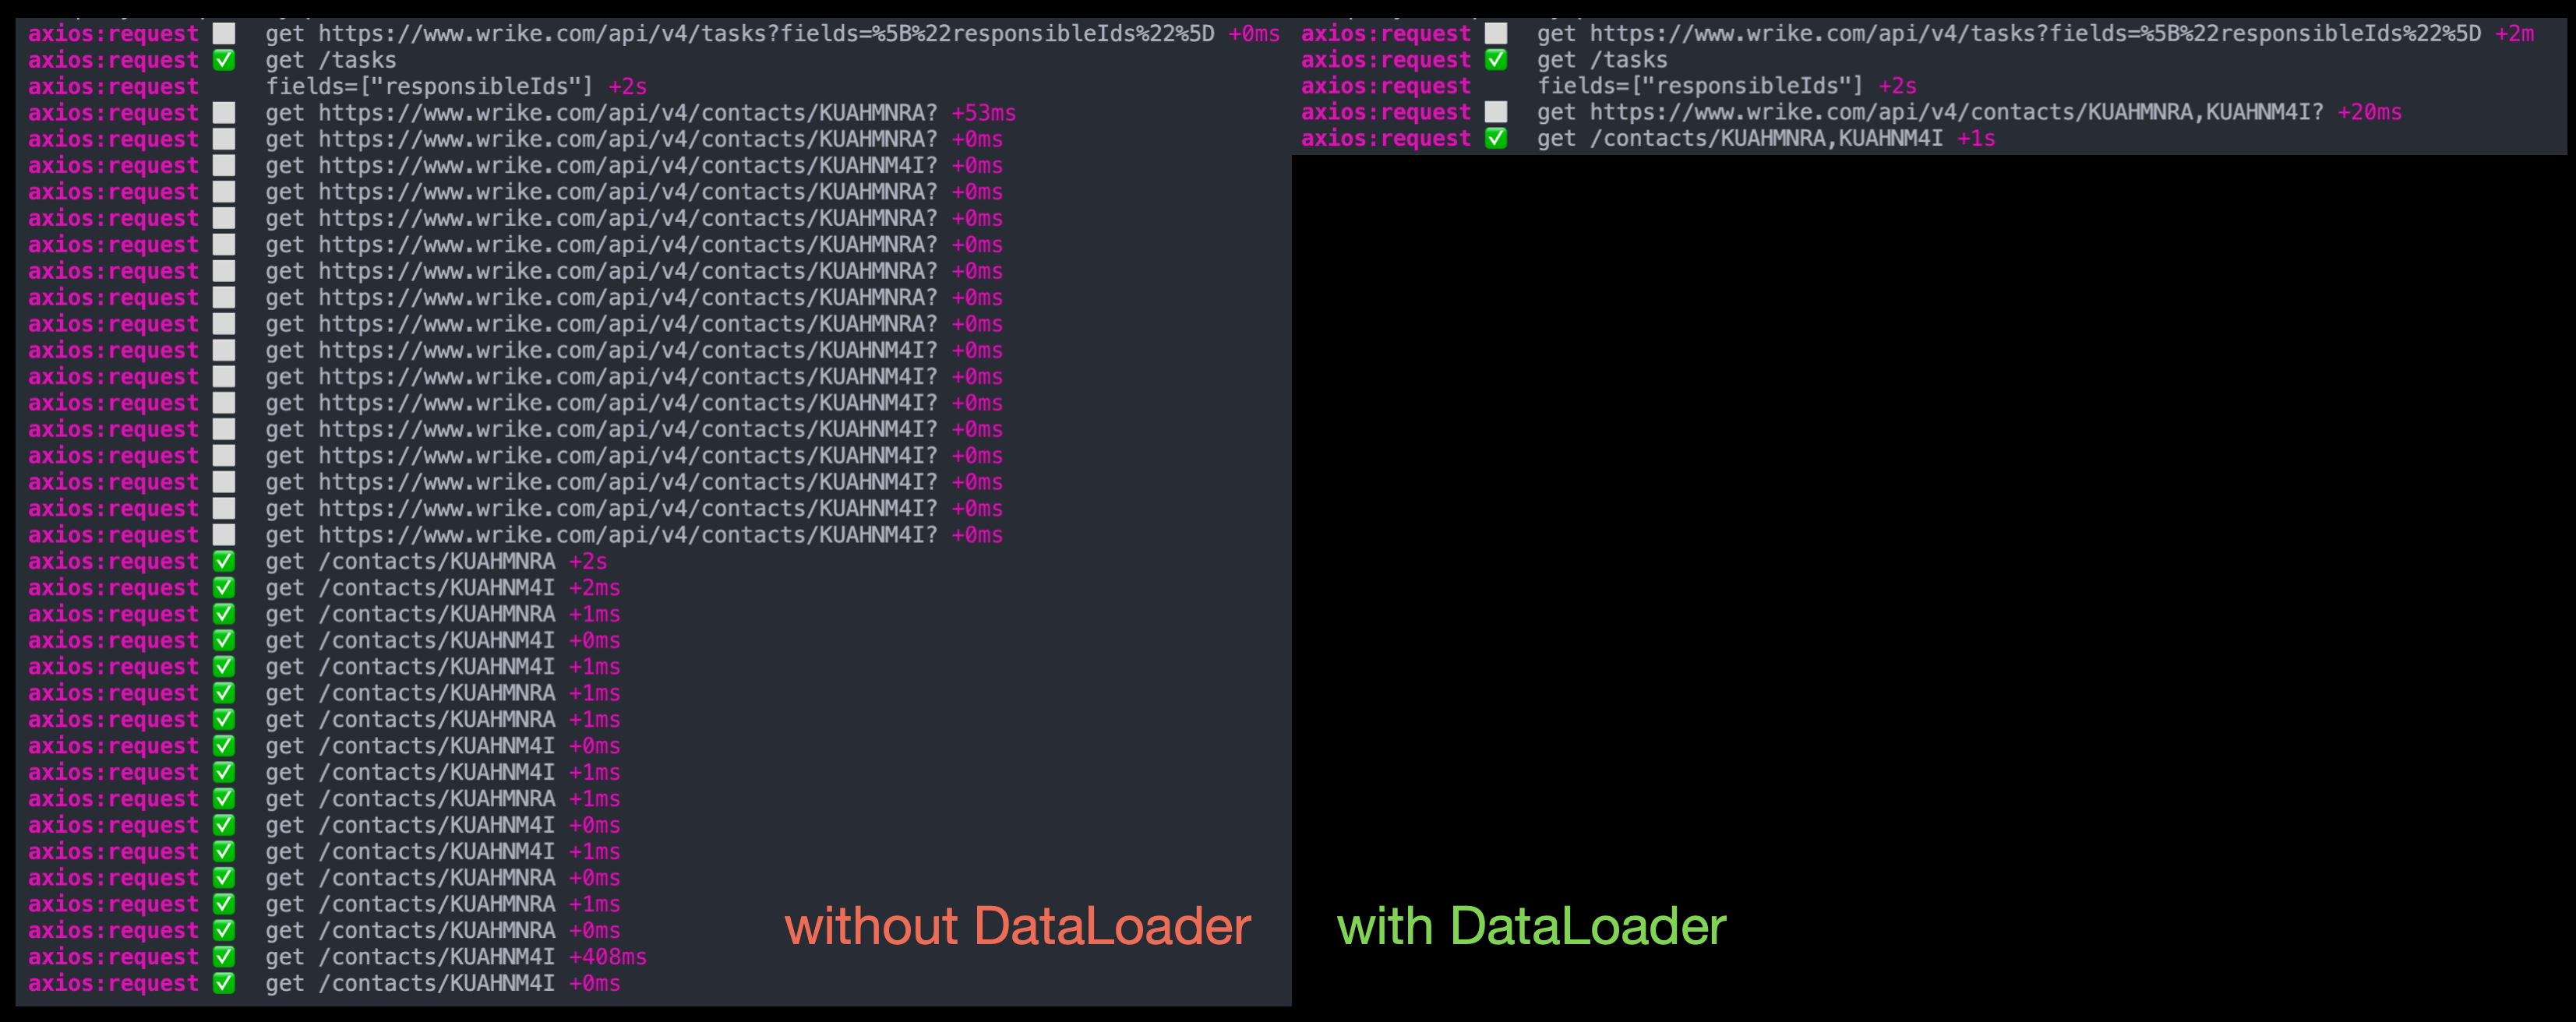 axios:request ⬜ get https://www.wrike.com/api/v4/tasks?fields=%5B%22responsibleIds%22%5D +0ms
axios:request ✅ get /tasks
axios:request fields=["responsibleIds"] +2s
axios:request ⬜ get https://www.wrike.com/api/v4/contacts/KUAHMNRA? +53ms
axios:request ⬜ get https://www.wrike.com/api/v4/contacts/KUAHMNRA? +0ms
axios:request ⬜ get https://www.wrike.com/api/v4/contacts/KUAHNM4I? +0ms
axios:request ⬜ get https://www.wrike.com/api/v4/contacts/KUAHMNRA? +0ms
axios:request ⬜ get https://www.wrike.com/api/v4/contacts/KUAHMNRA? +0ms
axios:request ⬜ get https://www.wrike.com/api/v4/contacts/KUAHMNRA? +0ms
axios:request ⬜ get https://www.wrike.com/api/v4/contacts/KUAHMNRA? +0ms
axios:request ⬜ get https://www.wrike.com/api/v4/contacts/KUAHMNRA? +0ms
axios:request ⬜ get https://www.wrike.com/api/v4/contacts/KUAHMNRA? +0ms
axios:request ⬜ get https://www.wrike.com/api/v4/contacts/KUAHNM4I? +0ms
axios:request ⬜ get https://www.wrike.com/api/v4/contacts/KUAHNM4I? +0ms
axios:request ⬜ get https://www.wrike.com/api/v4/contacts/KUAHNM4I? +0ms
axios:request ⬜ get https://www.wrike.com/api/v4/contacts/KUAHNM4I? +0ms
axios:request ⬜ get https://www.wrike.com/api/v4/contacts/KUAHNM4I? +0ms
axios:request ⬜ get https://www.wrike.com/api/v4/contacts/KUAHNM4I? +0ms
axios:request ⬜ get https://www.wrike.com/api/v4/contacts/KUAHNM4I? +0ms
axios:request ⬜ get https://www.wrike.com/api/v4/contacts/KUAHNM4I? +0ms
axios:request ✅ get /contacts/KUAHMNRA +2s
axios:request ✅ get /contacts/KUAHNM4I +2ms
axios:request ✅ get /contacts/KUAHMNRA +1ms
axios:request ✅ get /contacts/KUAHNM4I +0ms
axios:request ✅ get /contacts/KUAHNM4I +1ms
axios:request ✅ get /contacts/KUAHMNRA +1ms
axios:request ✅ get /contacts/KUAHMNRA +1ms
axios:request ✅ get /contacts/KUAHNM4I +0ms
axios:request ✅ get /contacts/KUAHNM4I +1ms
axios:request ✅ get /contacts/KUAHMNRA +1ms
axios:request ✅ get /contacts/KUAHNM4I +0ms
axios:request ✅ get /contacts/KUAHNM4I +1ms
axios:request ✅ get /contacts/KUAHMNRA +0ms
axios:request ✅ get /contacts/KUAHMNRA +1ms
axios:request ✅ get /contacts/KUAHMNRA +0ms
axios:request ✅ get /contacts/KUAHNM4I +408ms
axios:request ✅ get /contacts/KUAHNM4I +0ms
without DataLoader
axios:request ⬜ get https://www.wrike.com/api/v4/tasks?fields=%5B%22responsibleIds%22%5D +2m
axios:request ✅ get /tasks
axios:request fields=["responsibleIds"] +2s
axios:request ⬜ get https://www.wrike.com/api/v4/contacts/KUAHMNRA,KUAHNM4I? +20ms
axios:request ✅ get /contacts/KUAHMNRA,KUAHNM4I +1s
with DataLoader